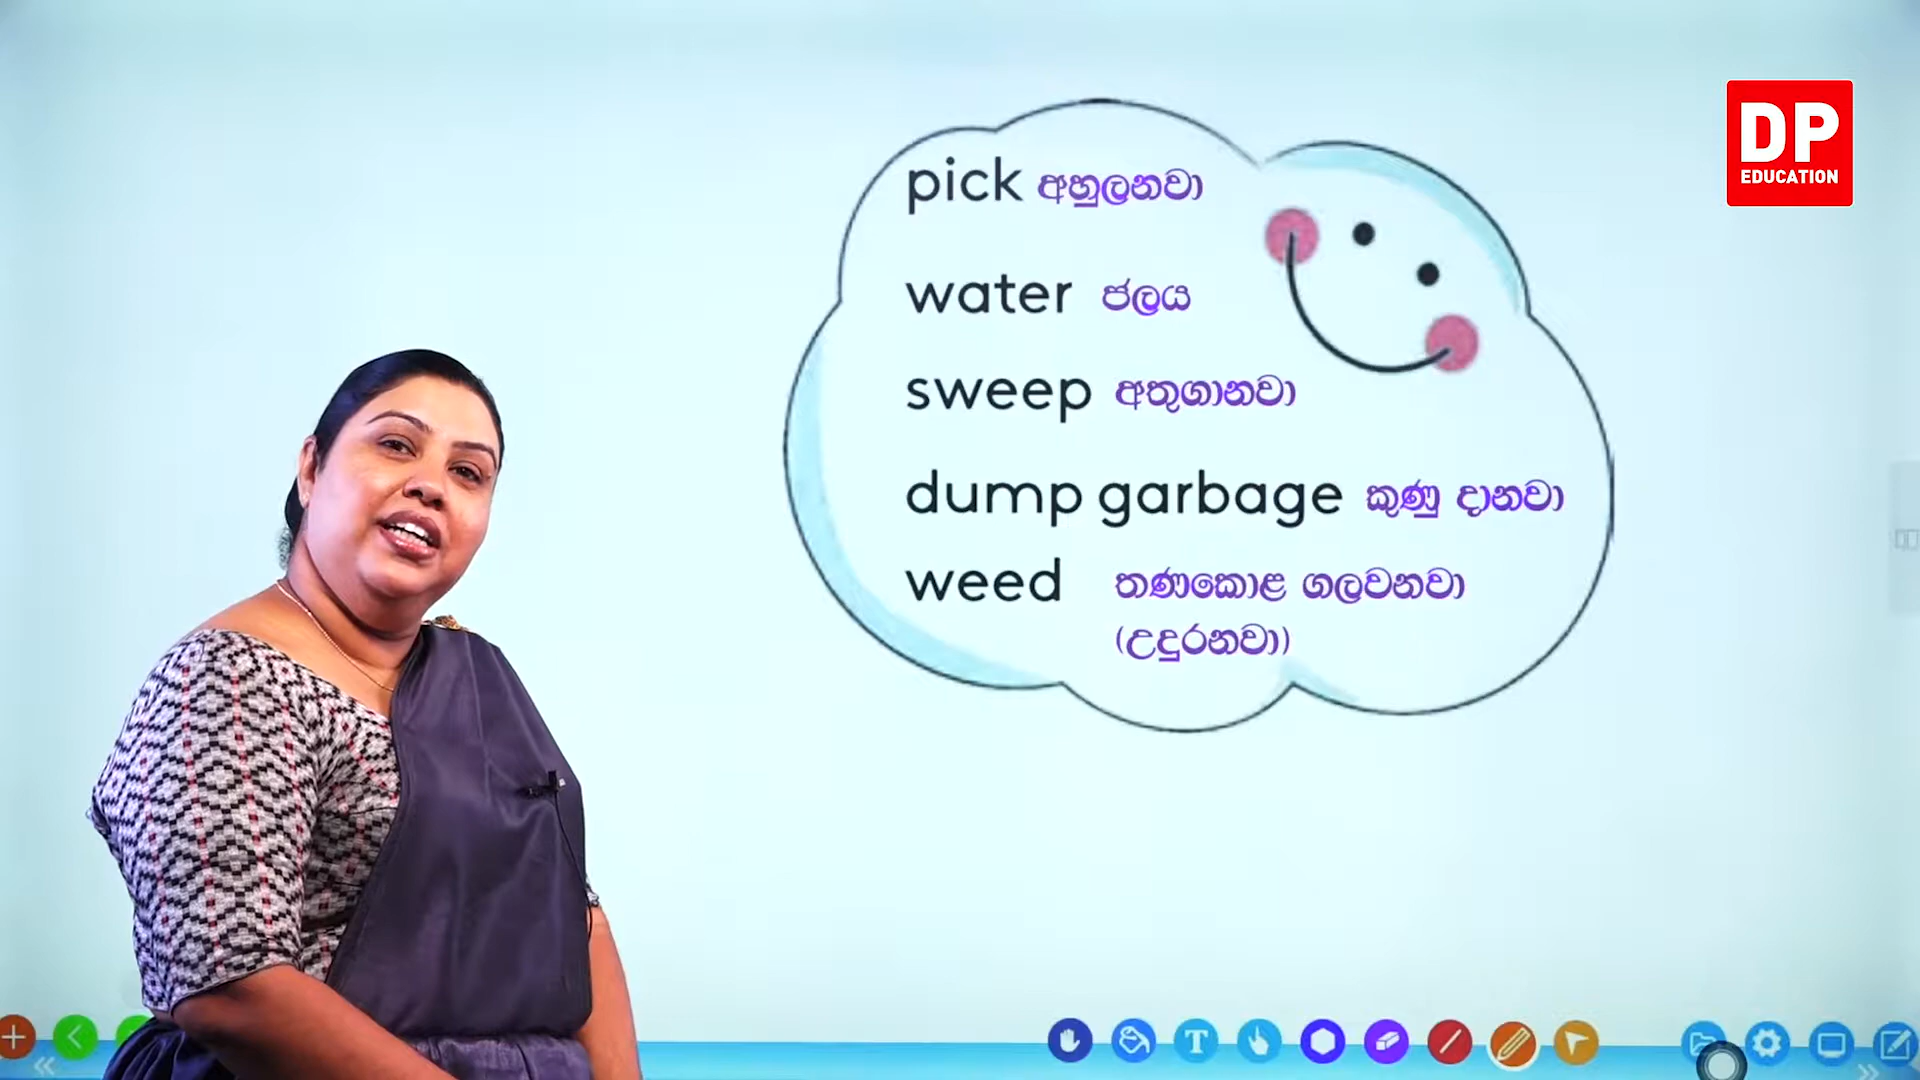 DP
EDUCATION
pick අහුලනවා
water ජලය
sweep අතුගානවා
dump garbage කුණු දානවා
weed තණකොළ ගලවනවා
(උදුරනවා)